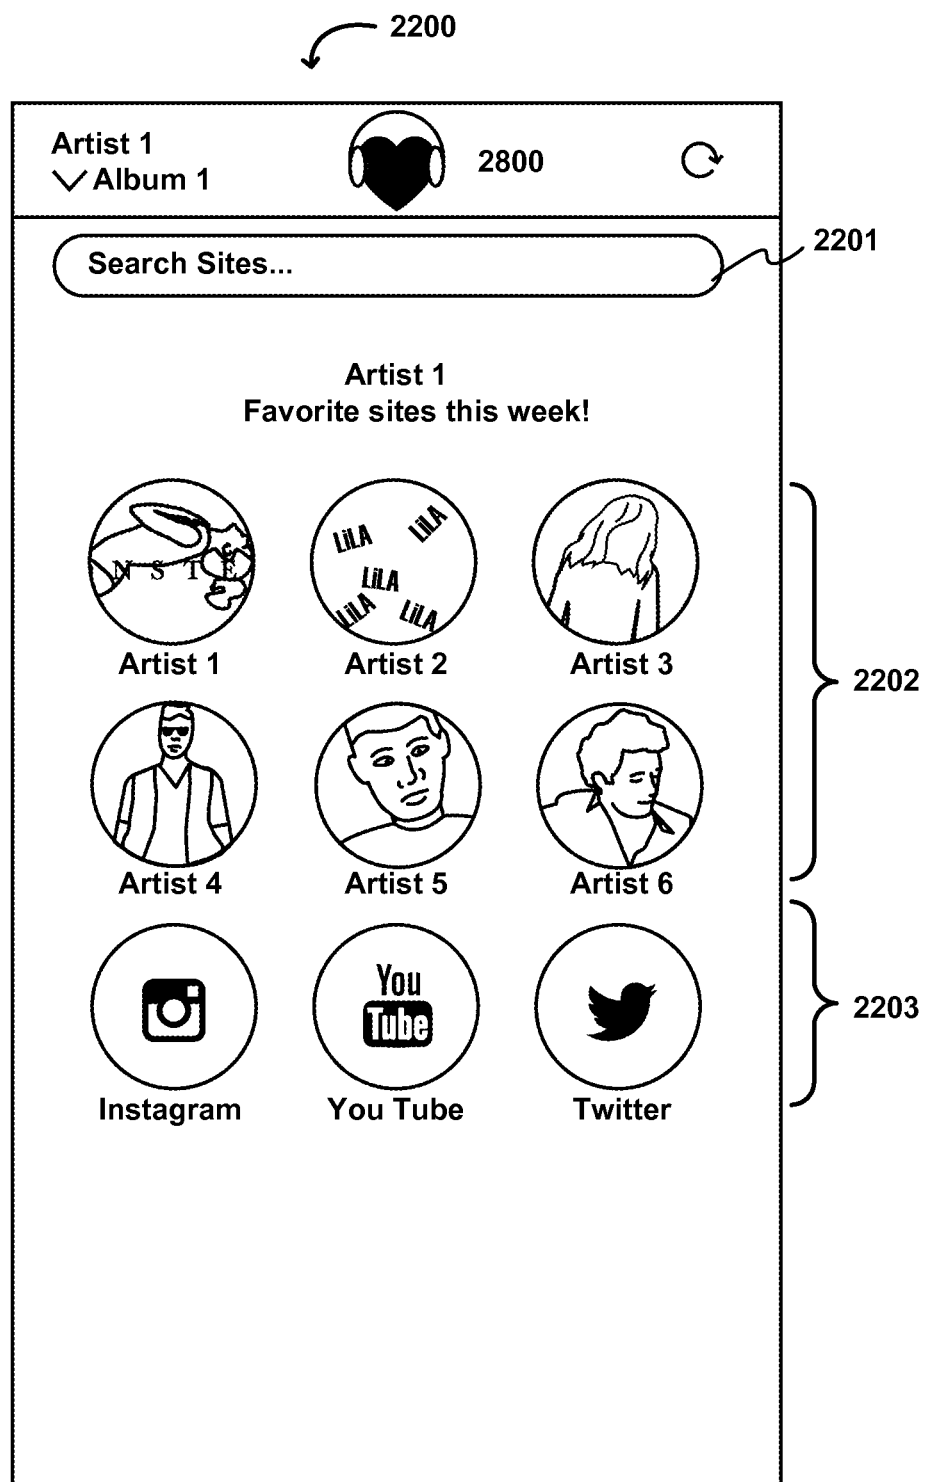 2200
Artist 1
Album 1
2800
2201
Search Sites...
Artist 1
Favorite sites this week!
N S T E
LiLA
LiLA
LiLA
LiLA
LiLA
Artist 1
Artist 2
Artist 3
2202
Artist 4
Artist 5
Artist 6
You
Tube
2203
Instagram
You Tube
Twitter